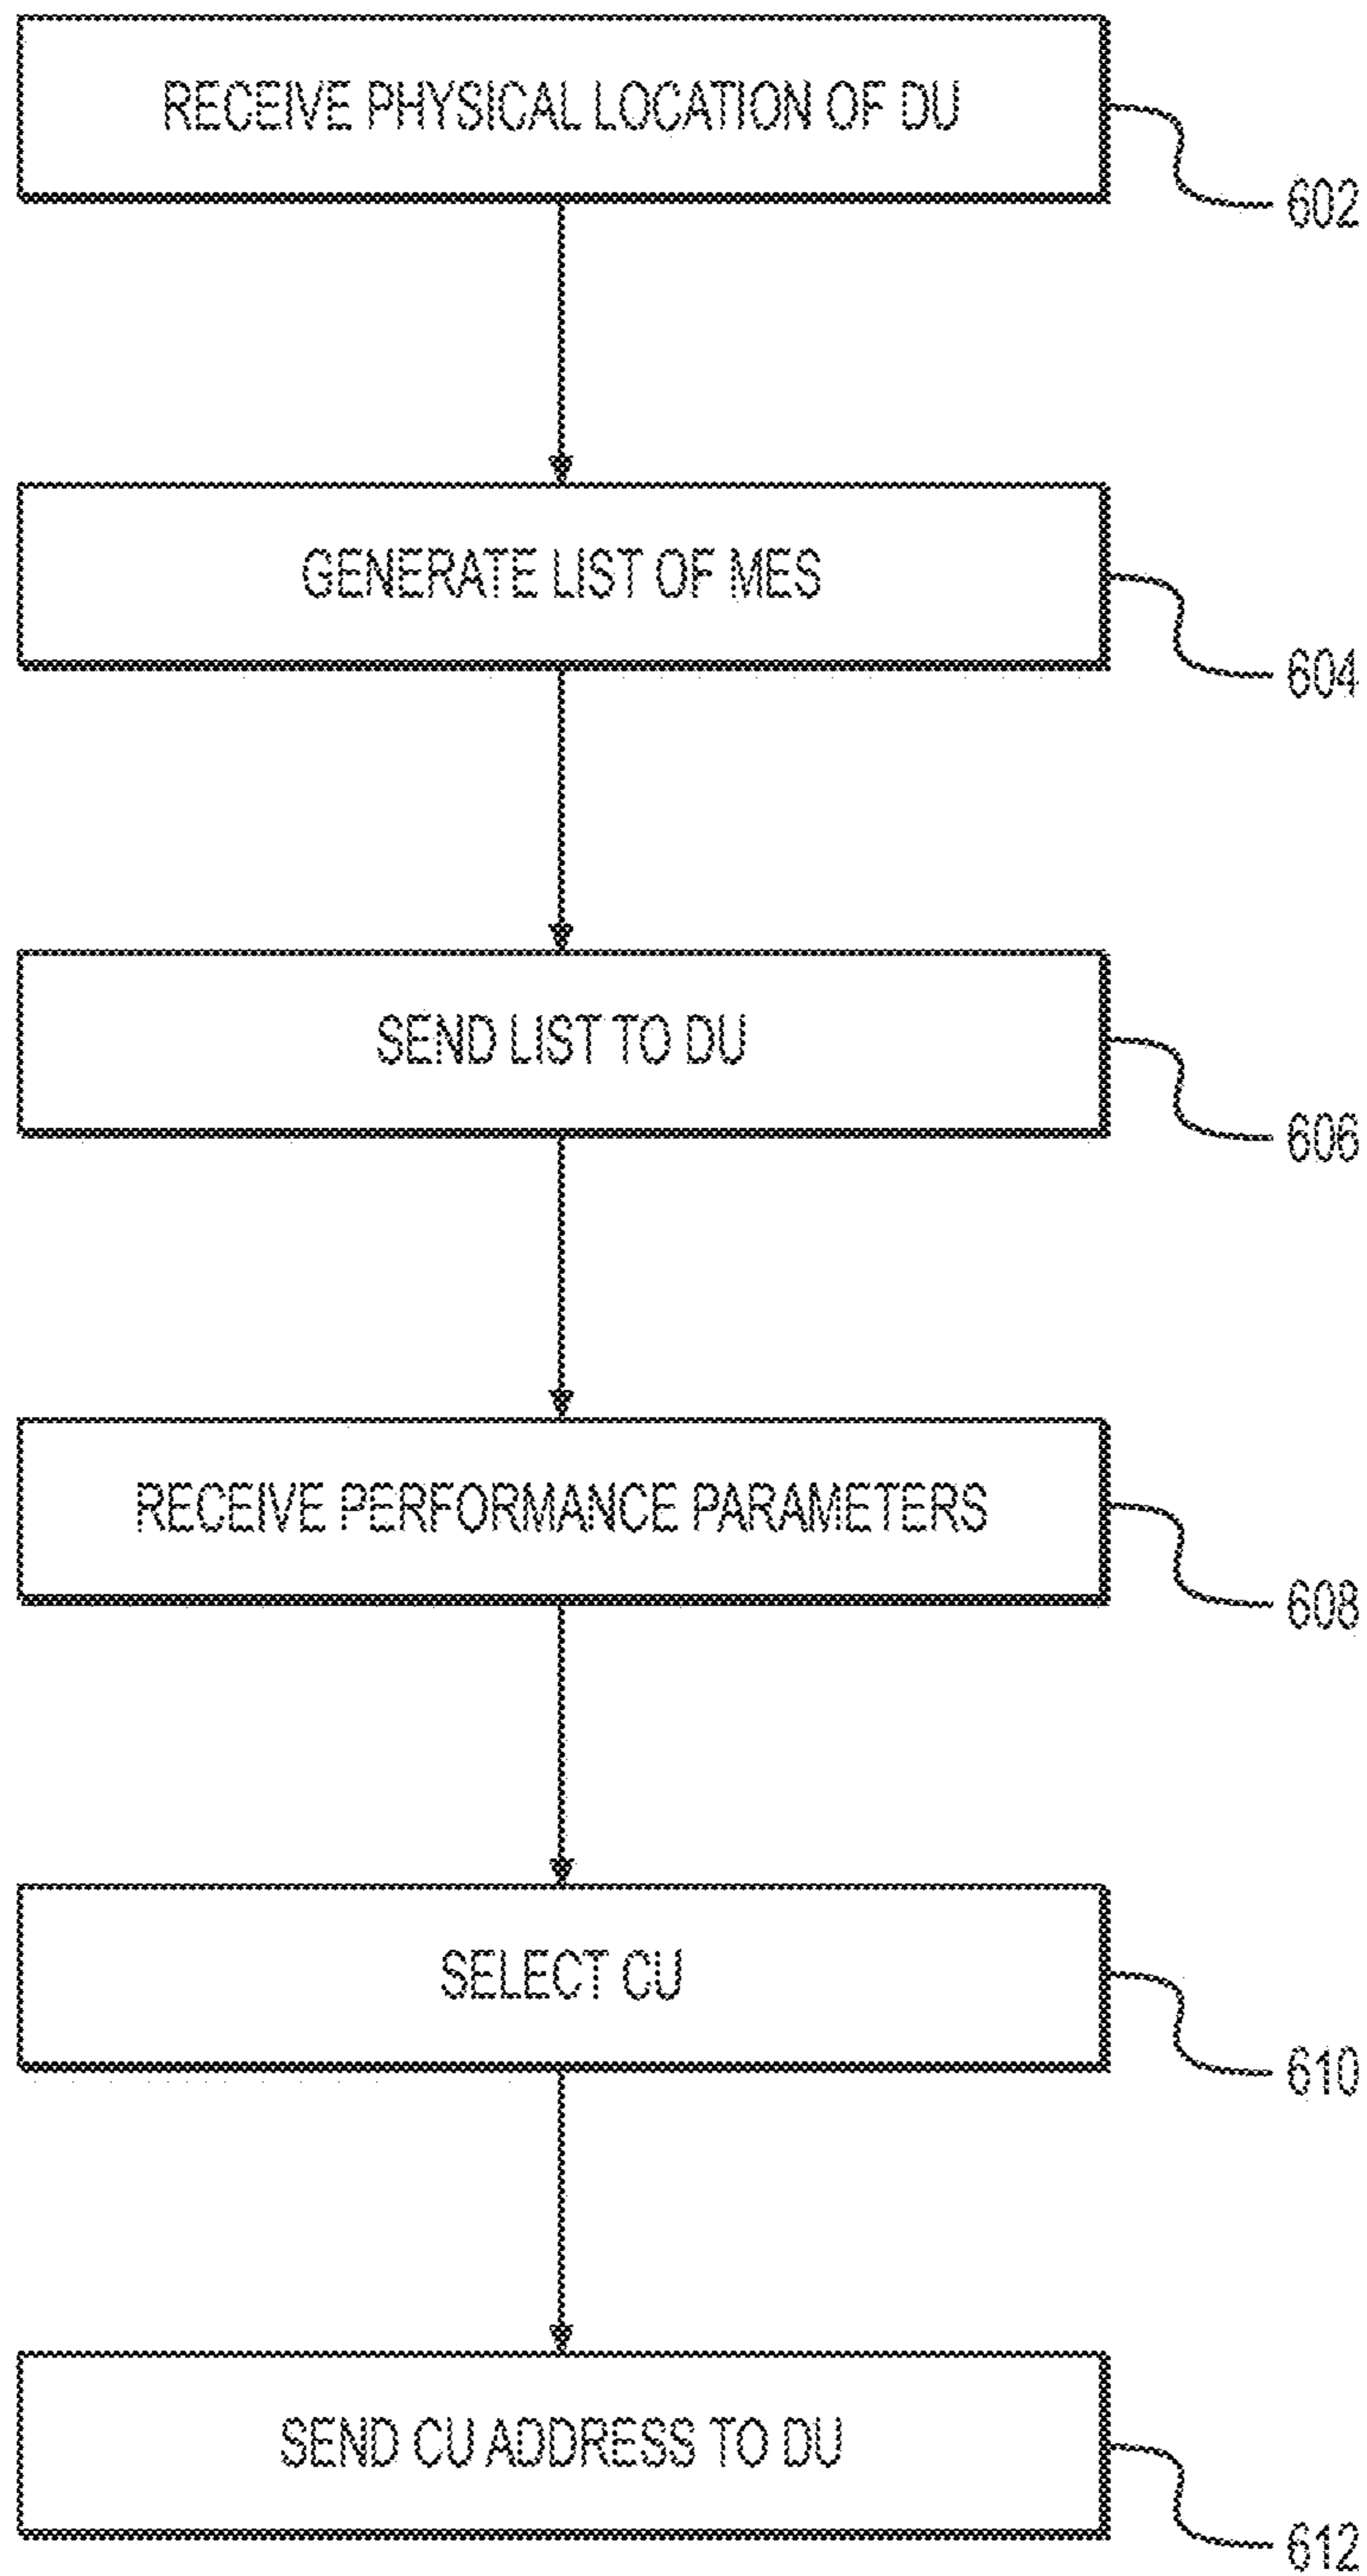 RECEIVE PHYSICAL LOCATION OF DU
602
GENERATE LIST OF MES
604
SEND LIST TO DU
606
RECEIVE PERFORMANCE PARAMETERS
608
SELECT CU
610
SEND CU ADDRESS TO DU
612